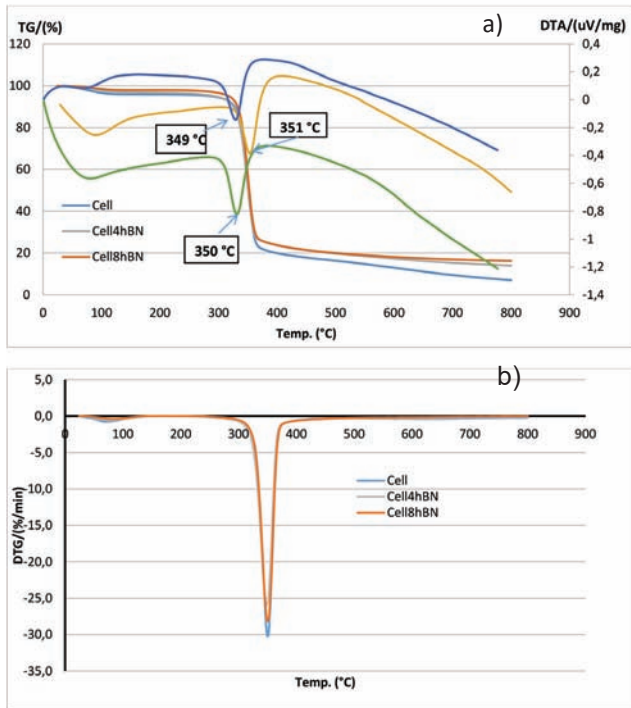 TG/(%)
a)
DTA/(uV/mg)
120
100
80
60
40
20
0
0,4
0,2
0
-0,2
-0,4
-0,6
-0,8
-1
-1,2
-1,4
349 °C
351 °C
350 °C
Cell
Cell4hBN
Cell8hBN
0 100 200 300 400 500 600 700 800 900
Temp. (°C)
b)
5,0
0,0
-5,0
-10,0
-15,0
-20,0
-25,0
-30,0
-35,0
0 100 200 300 400 500 600 700 800 900
DTG/(%/min)
Cell
Cell4hBN
Cell8hBN
Temp. (°C)